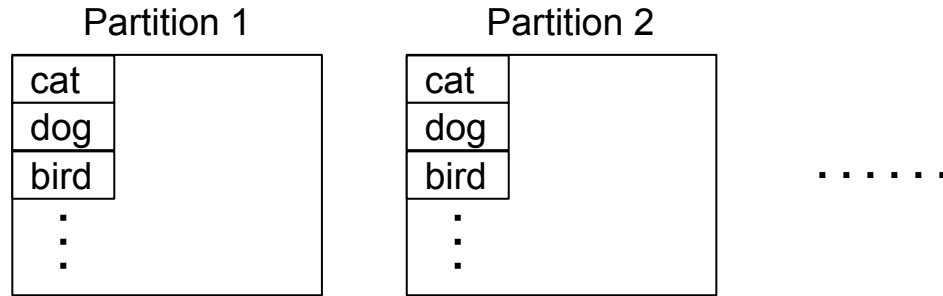 Partition 1
cat
dog
bird
Partition 2
cat
dog
bird
......